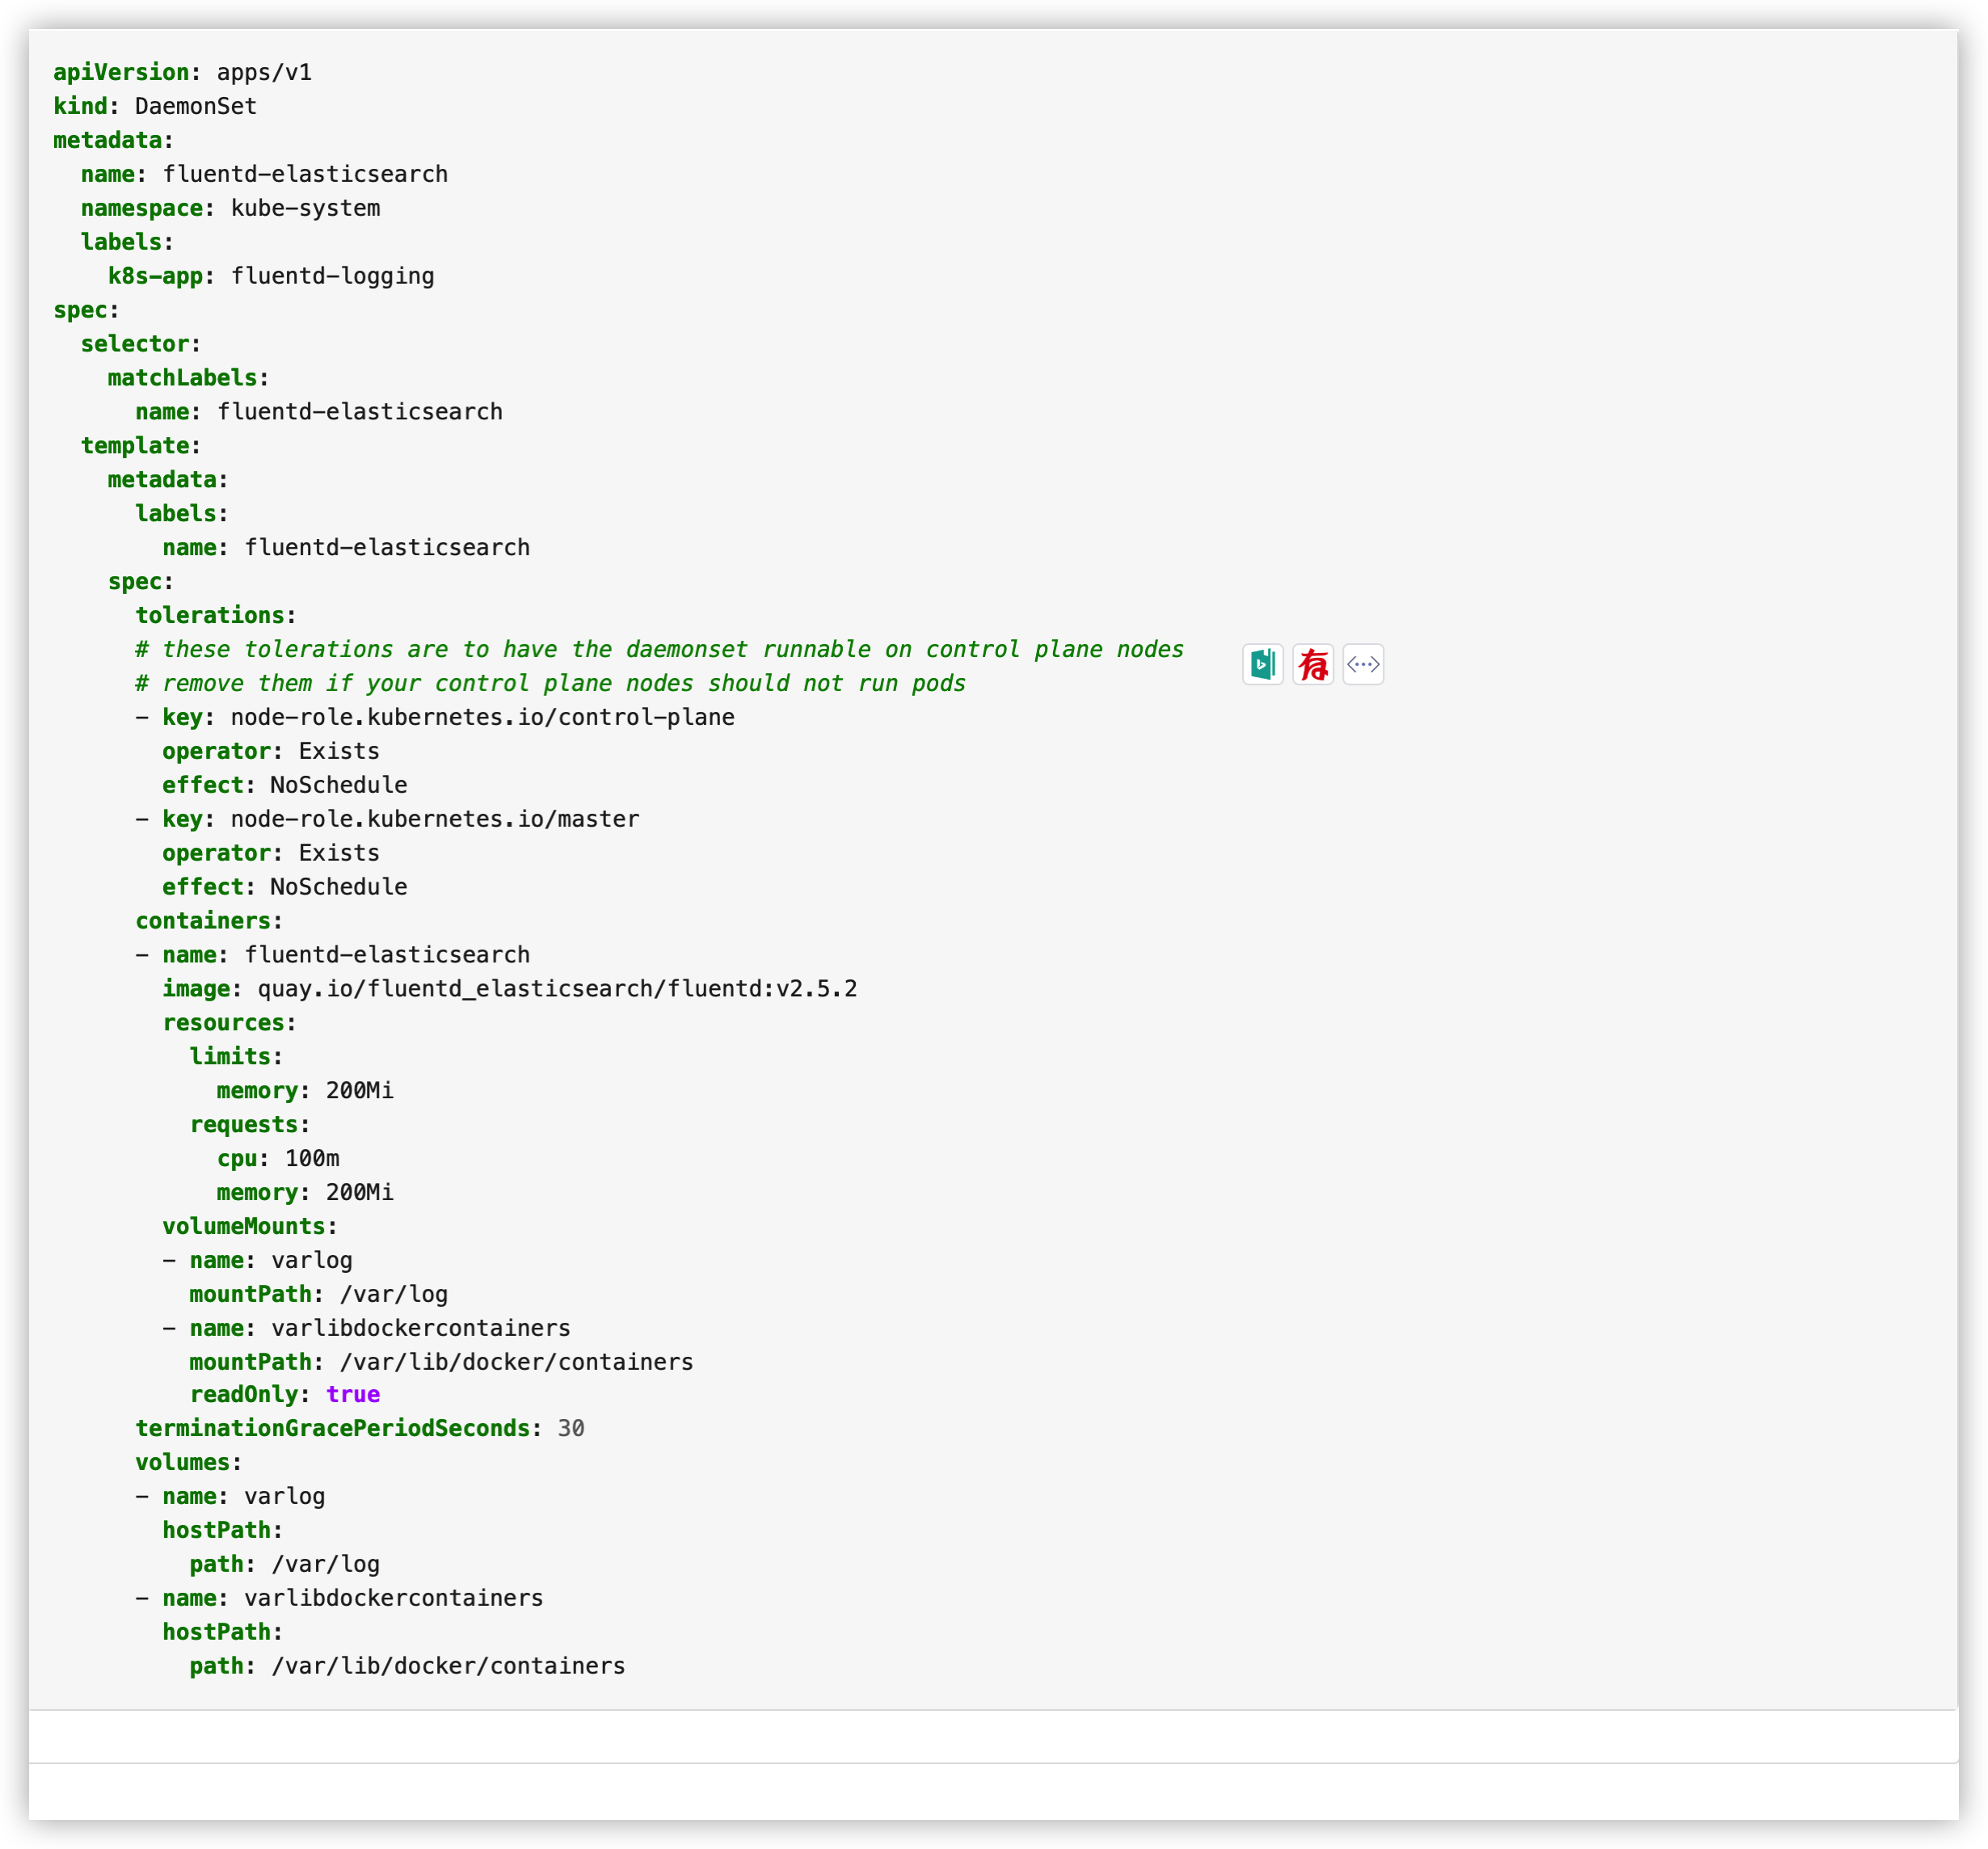 apiVersion: apps/v1
kind: DaemonSet
metadata:
  name: fluentd-elasticsearch
  namespace: kube-system
  labels:
    k8s-app: fluentd-logging
spec:
  selector:
    matchLabels:
      name: fluentd-elasticsearch
  template:
    metadata:
      labels:
        name: fluentd-elasticsearch
    spec:
      tolerations:
      # these tolerations are to have the daemonset runnable on control plane nodes
      # remove them if your control plane nodes should not run pods
      - key: node-role.kubernetes.io/control-plane
        operator: Exists
        effect: NoSchedule
      - key: node-role.kubernetes.io/master
        operator: Exists
        effect: NoSchedule
      containers:
      - name: fluentd-elasticsearch
        image: quay.io/fluentd_elasticsearch/fluentd:v2.5.2
        resources:
          limits:
            memory: 200Mi
          requests:
            cpu: 100m
            memory: 200Mi
        volumeMounts:
        - name: varlog
          mountPath: /var/log
        - name: varlibdockercontainers
          mountPath: /var/lib/docker/containers
          readOnly: true
      terminationGracePeriodSeconds: 30
      volumes:
      - name: varlog
        hostPath:
          path: /var/log
      - name: varlibdockercontainers
        hostPath:
          path: /var/lib/docker/containers